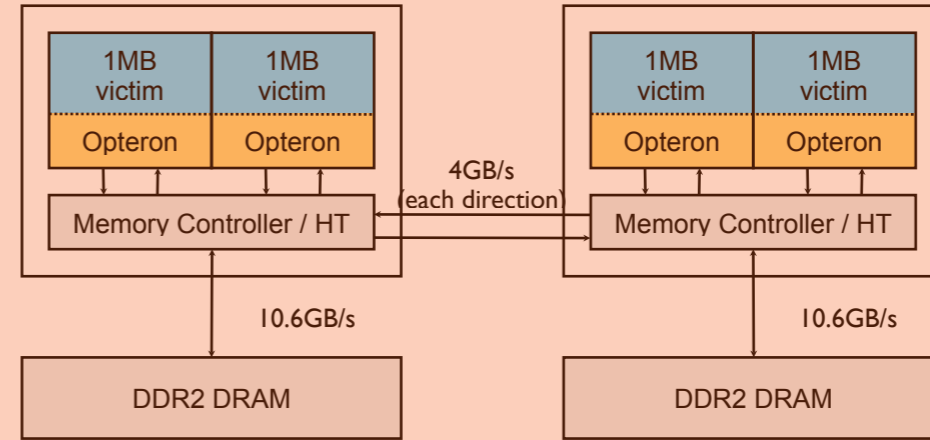 1MB
victim
1MB
victim
Opteron
Opteron
Memory Controller / HT
10.6GB/s
DDR2 DRAM
4GB/s
(each direction)
1MB
victim
1MB
victim
Opteron
Opteron
Memory Controller / HT
10.6GB/s
DDR2 DRAM